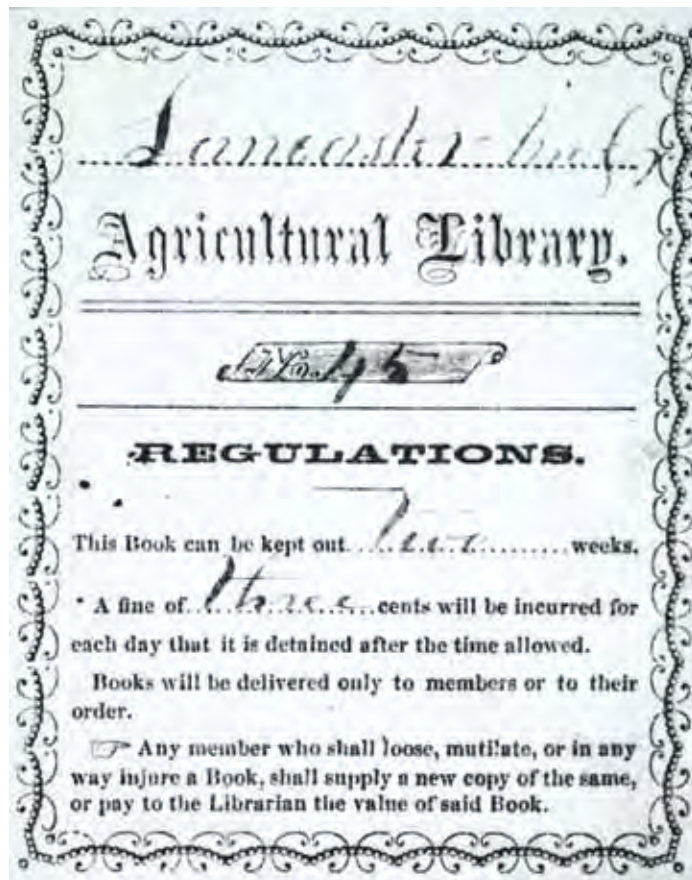 Lancaster
Agricultural Library.
No. 45
REGULATIONS.
This Book can be kept out Two weeks.
A fine of three cents will be incurred for
each day that it is detained after the time allowed.
Books will be delivered only to members or to their
order.
☞ Any member who shall loose, mutilate, or in any
way injure a Book, shall supply a new copy of the same,
or pay to the Librarian the value of said Book.